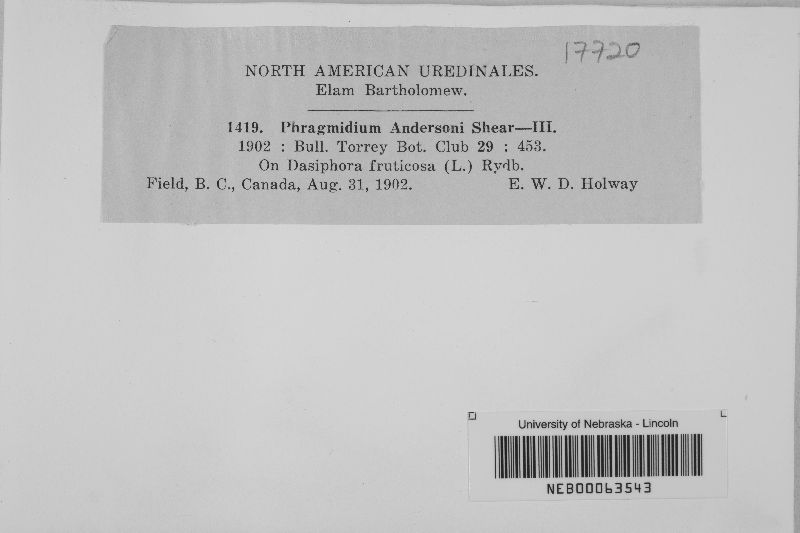 17720
NORTH AMERICAN UREDINALES.
Elam Bartholomew.
1419. Phragmidium Andersoni Shear—III.
1902 : Bull. Torrey Bot. Club 29 : 453.
On Dasiphora fruticosa (L.) Rydb.
Field, B. C., Canada, Aug. 31, 1902. E. W. D. Holway
University of Nebraska - Lincoln
NEB00063543